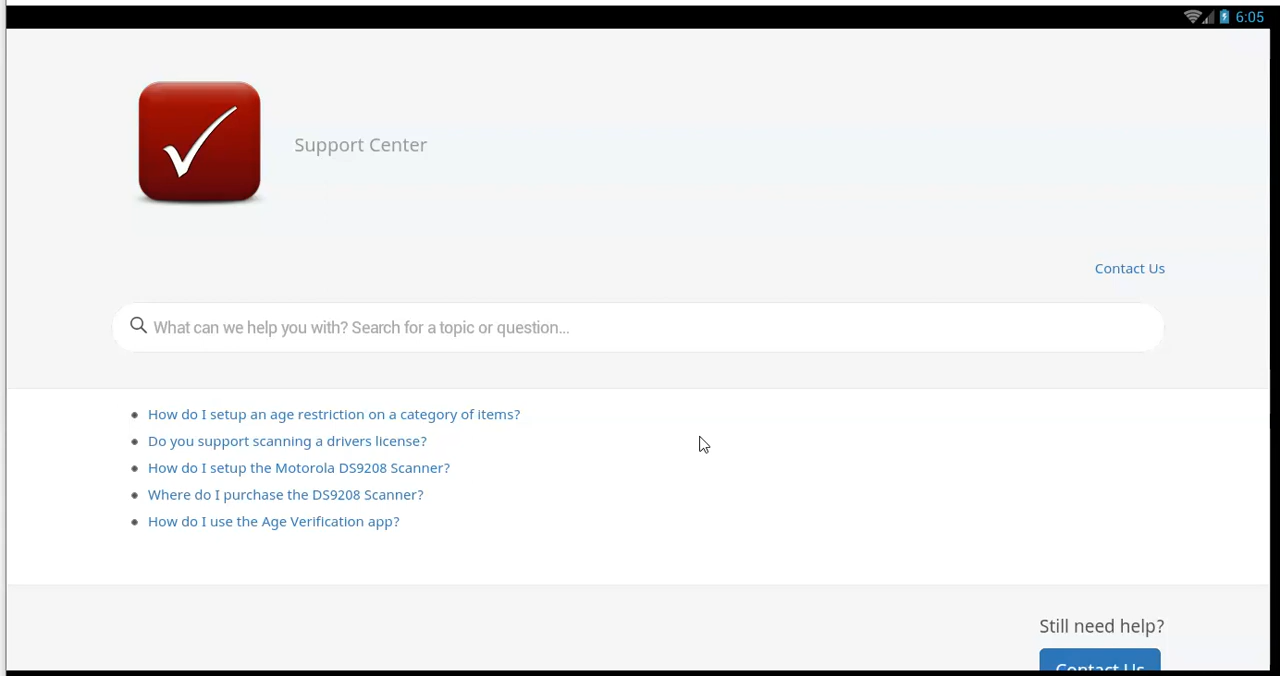 6:05
Support Center
Contact Us
What can we help you with? Search for a topic or question...
How do I setup an age restriction on a category of items?
Do you support scanning a drivers license?
How do I setup the Motorola DS9208 Scanner?
Where do I purchase the DS9208 Scanner?
How do I use the Age Verification app?
Still need help?
Contact Us